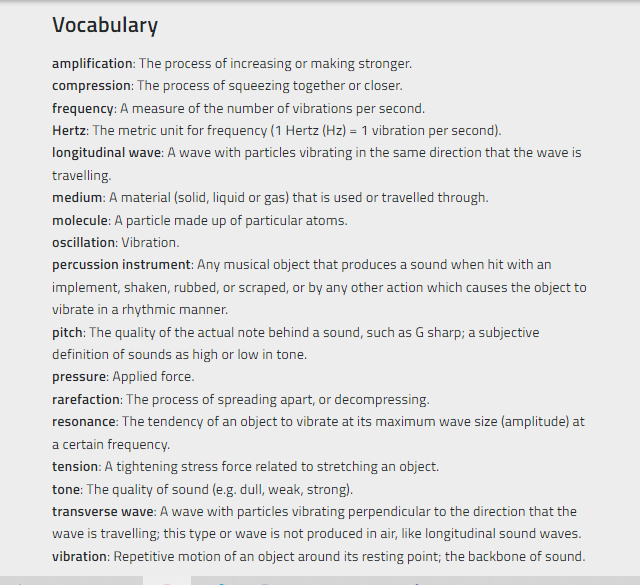 Vocabulary
amplification: The process of increasing or making stronger.
compression: The process of squeezing together or closer.
frequency: A measure of the number of vibrations per second.
Hertz: The metric unit for frequency (1 Hertz (Hz) = 1 vibration per second).
longitudinal wave: A wave with particles vibrating in the same direction that the wave is
travelling.
medium: A material (solid, liquid or gas) that is used or travelled through.
molecule: A particle made up of particular atoms.
oscillation: Vibration.
percussion instrument: Any musical object that produces a sound when hit with an
implement, shaken, rubbed, or scraped, or by any other action which causes the object to
vibrate in a rhythmic manner.
pitch: The quality of the actual note behind a sound, such as G sharp; a subjective
definition of sounds as high or low in tone.
pressure: Applied force.
rarefaction: The process of spreading apart, or decompressing.
resonance: The tendency of an object to vibrate at its maximum wave size (amplitude) at
a certain frequency.
tension: A tightening stress force related to stretching an object.
tone: The quality of sound (e.g. dull, weak, strong).
transverse wave: A wave with particles vibrating perpendicular to the direction that the
wave is travelling; this type or wave is not produced in air, like longitudinal sound waves.
vibration: Repetitive motion of an object around its resting point; the backbone of sound.